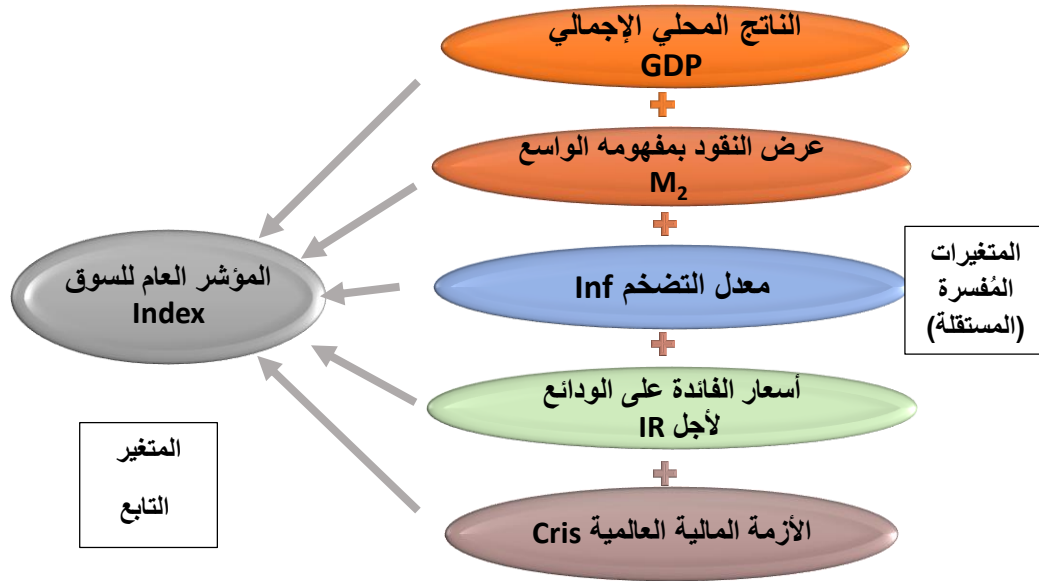 الناتج المحلي الإجمالي
GDP
عرض النقود بمفهومه الواسع
M₂
معدل التضخم Inf
أسعار الفائدة على الودائع
لأجل IR
الأزمة المالية العالمية Cris
المتغيرات
المُفسرة
(المستقلة)
المؤشر العام للسوق
Index
المتغير
التابع